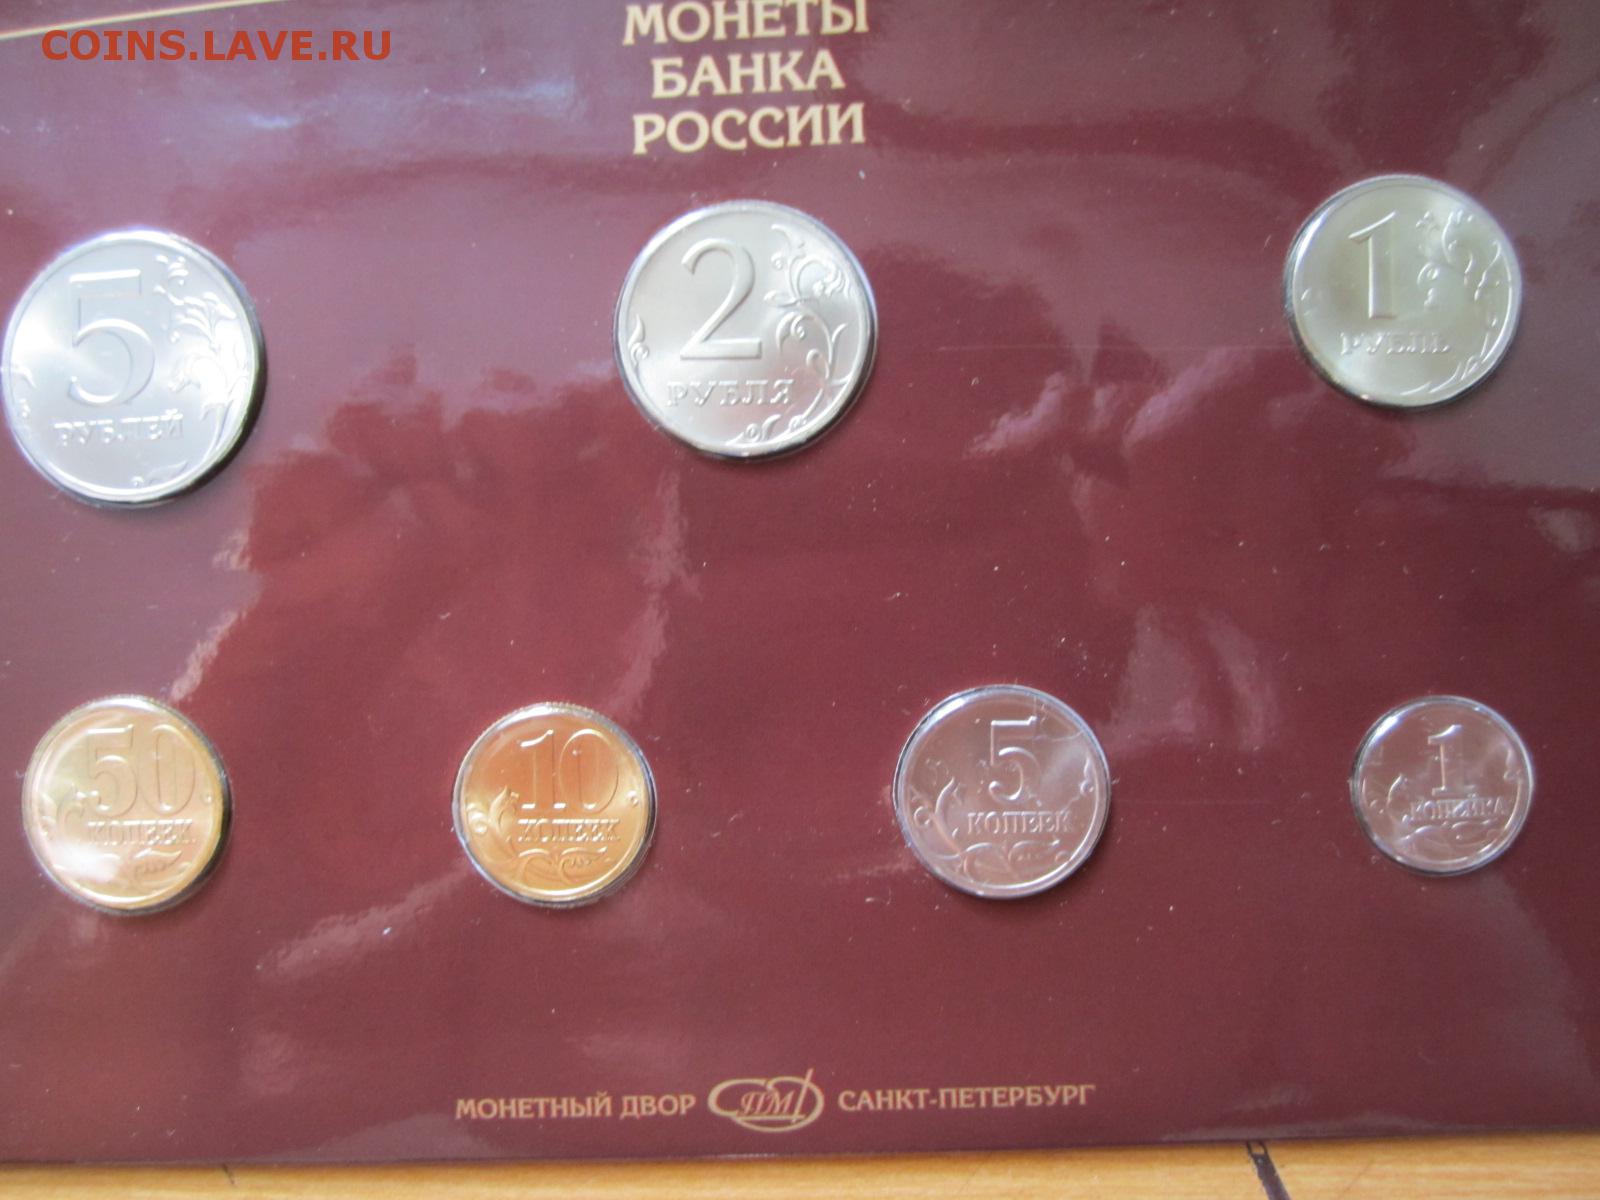 COINS.LAVE.RU
МОНЕТЫ
БАНКА
РОССИИ
5
РУБЛЕЙ
2
РУБЛЯ
1
РУБЛЬ
50
КОПЕЕК
10
КОПЕЕК
5
КОПЕЕК
1
КОПЕЙКА
МОНЕТНЫЙ ДВОР СПМД САНКТ-ПЕТЕРБУРГ